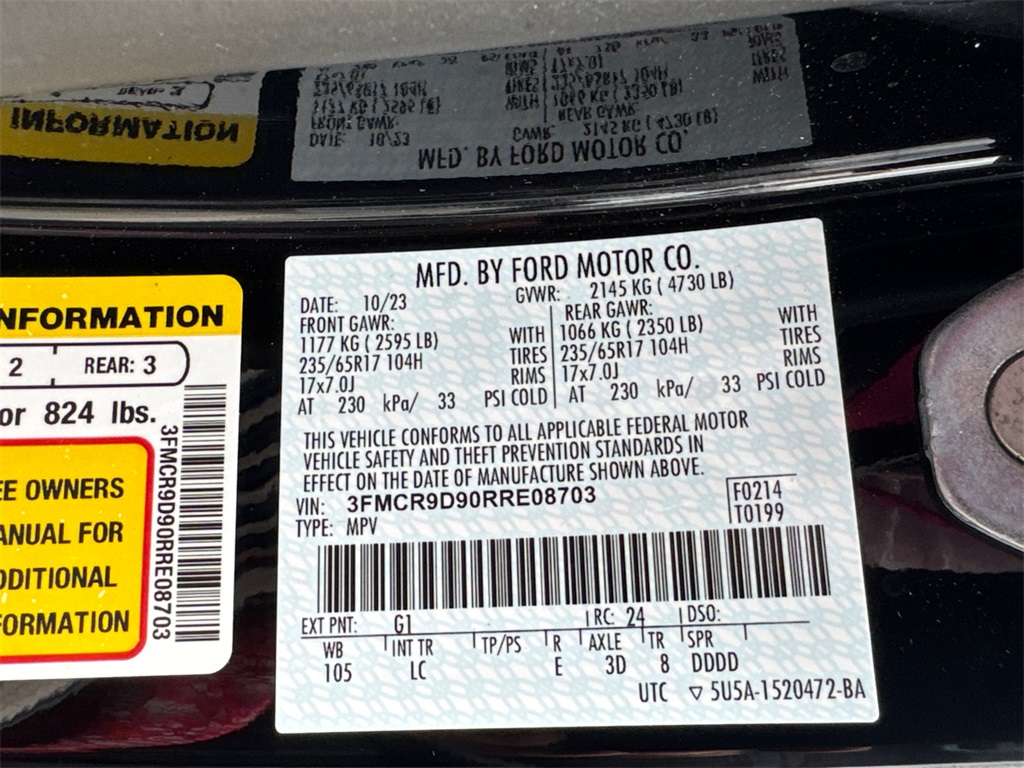 NFORMATION
2 REAR: 3
or 824 lbs.
EE OWNERS
ANUAL FOR
DDITIONAL
FORMATION
3FMCR9D90RRE08703
MFD. BY FORD MOTOR CO.
DATE: 10/23 GVWR: 2145 KG ( 4730 LB)
FRONT GAWR: REAR GAWR:
1177 KG ( 2595 LB) WITH 1066 KG ( 2350 LB) WITH
235/65R17 104H TIRES 235/65R17 104H TIRES
17x7.0J RIMS 17x7.0J RIMS
AT 230 kPa/ 33 PSI COLD AT 230 kPa/ 33 PSI COLD
THIS VEHICLE CONFORMS TO ALL APPLICABLE FEDERAL MOTOR
VEHICLE SAFETY AND THEFT PREVENTION STANDARDS IN
EFFECT ON THE DATE OF MANUFACTURE SHOWN ABOVE.
VIN: 3FMCR9D90RRE08703 F0214
TYPE: MPV T0199
EXT PNT: G1 RC: 24 DSO:
WB INT TR TP/PS R AXLE TR SPR
105 LC E 3D 8 DDDD
UTC ▽ 5U5A-1520472-BA